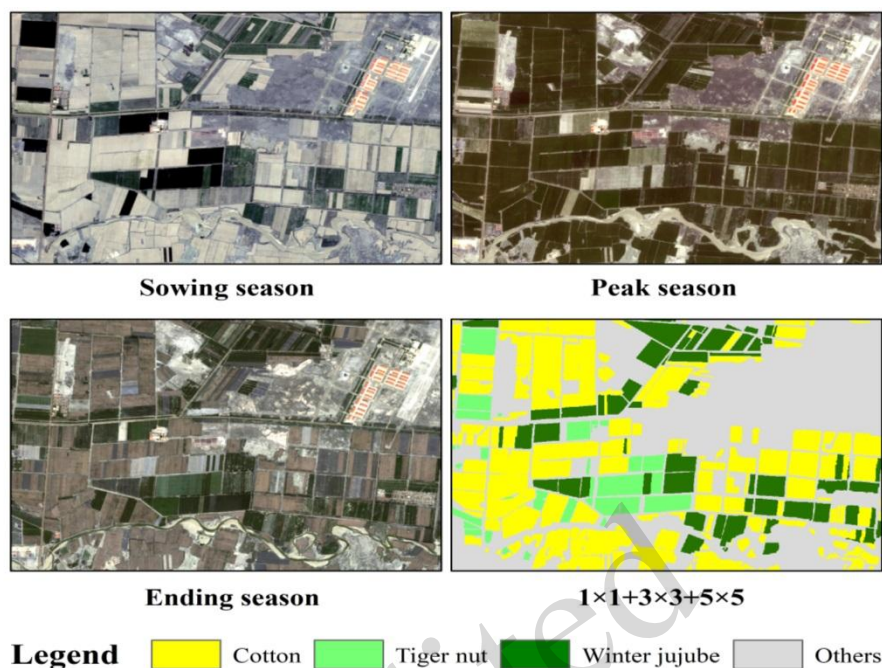 Sowing season
Peak season
Ending season
1×1+3×3+5×5
Legend
Cotton
Tiger nut
Winter jujube
Others